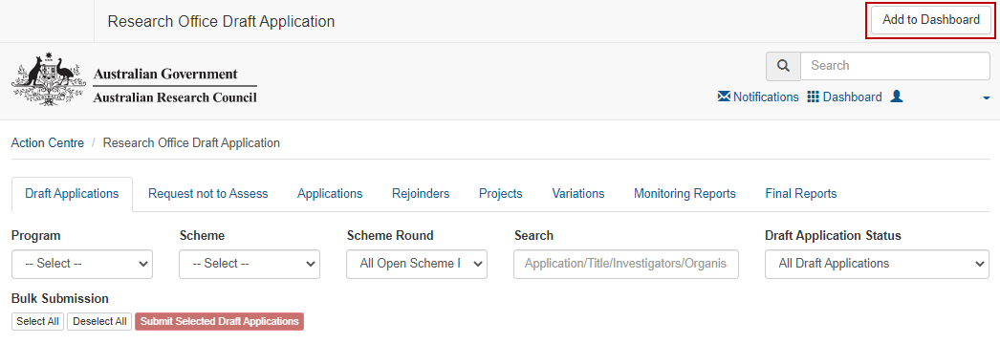 Research Office Draft Application
Add to Dashboard
Australian Government
Australian Research Council
Search
Notifications Dashboard
Action Centre / Research Office Draft Application
Draft Applications Request not to Assess Applications Rejoinders Projects Variations Monitoring Reports Final Reports
Program Scheme Scheme Round Search Draft Application Status
-- Select -- -- Select -- All Open Scheme Application/Title/Investigators/Organis All Draft Applications
Bulk Submission
Select All Deselect All Submit Selected Draft Applications